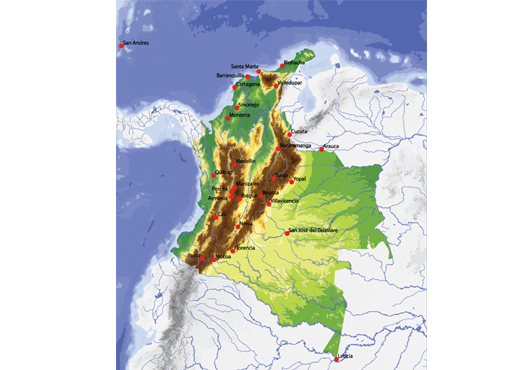 San Andres
Riohacha
Santa Marta
Barranquilla
Valledupar
Cartagena
Sincelejo
Monteria
Cucuta
Bucaramanga
Arauca
Medellin
Quibdo
Tunja
Yopal
Manizales
Pereira
Armenia
Ibague
Bogota
Villavicencio
Cali
Neiva
San Jose del Guaviare
Florencia
Pasto
Mocoa
Leticia